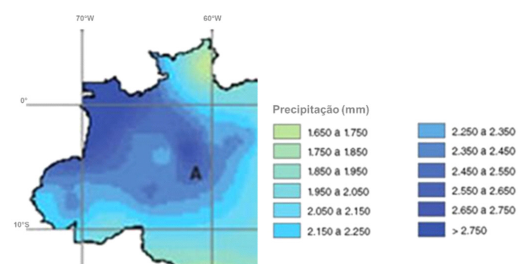 70°W 60°W
0°
A
10°S
Precipitação (mm)
1.650 a 1.750
1.750 a 1.850
1.850 a 1.950
1.950 a 2.050
2.050 a 2.150
2.150 a 2.250
2.250 a 2.350
2.350 a 2.450
2.450 a 2.550
2.550 a 2.650
2.650 a 2.750
> 2.750